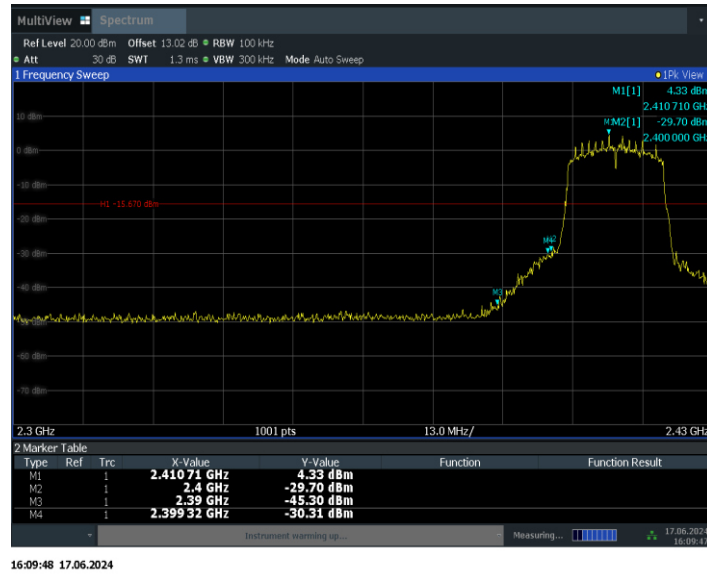 MultiView Spectrum
Ref Level 20.00 dBm Offset 13.02 dB RBW 100 kHz
Att 30 dB SWT 1.3 ms VBW 300 kHz Mode Auto Sweep
1 Frequency Sweep 1Pk View
M1[1] 4.33 dBm
2.410 710 GHz
10 dBm
M2[1] -29.70 dBm
2.400 000 GHz
0 dBm
-10 dBm
H1 -15.670 dBm
-20 dBm
M4
-30 dBm
-40 dBm
M3
-60 dBm
-70 dBm
2.3 GHz 1001 pts 13.0 MHz/ 2.43 GHz
2 Marker Table
Type Ref Trc X-Value Y-Value Function Function Result
M1 1 2.410 71 GHz 4.33 dBm
M2 1 2.4 GHz -29.70 dBm
M3 1 2.39 GHz -45.30 dBm
M4 1 2.399 32 GHz -30.31 dBm
Instrument warming up... Measuring... 17.06.2024
16:09:47
16:09:48 17.06.2024